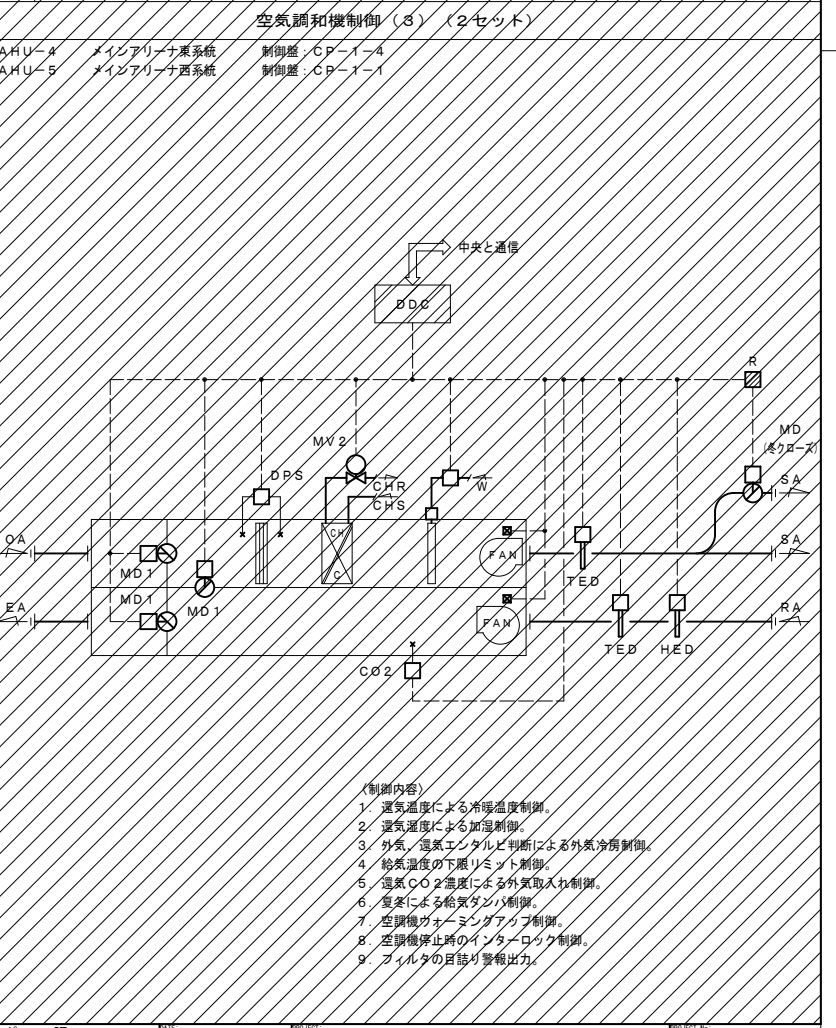 空気調和機制御（３）（２セット）
AHU－4　メインアリーナ東系統　制御盤：CP－1－4
AHU－5　メインアリーナ西系統　制御盤：CP－1－1
中央と通信
DDC
R
MV2
MD
(冬クローズ)
DPS
CHR
W
SA
CHS
OA
CH
C
FAN
SA
MD1
TED
MD1
MD1
EA
FAN
RA
TED
HED
CO2
(制御内容)
1．還気温度による冷暖温度制御。
2．還気湿度による加湿制御。
3．外気、還気エンタルピ判断による外気冷房制御。
4．給気温度の下限リミット制御。
5．還気CO2濃度による外気取入れ制御。
6．夏冬による給気ダンパ制御。
7．空調機ウォーミングアップ制御。
8．空調機停止時のインターロック制御。
9．フィルタの目詰り警報出力。